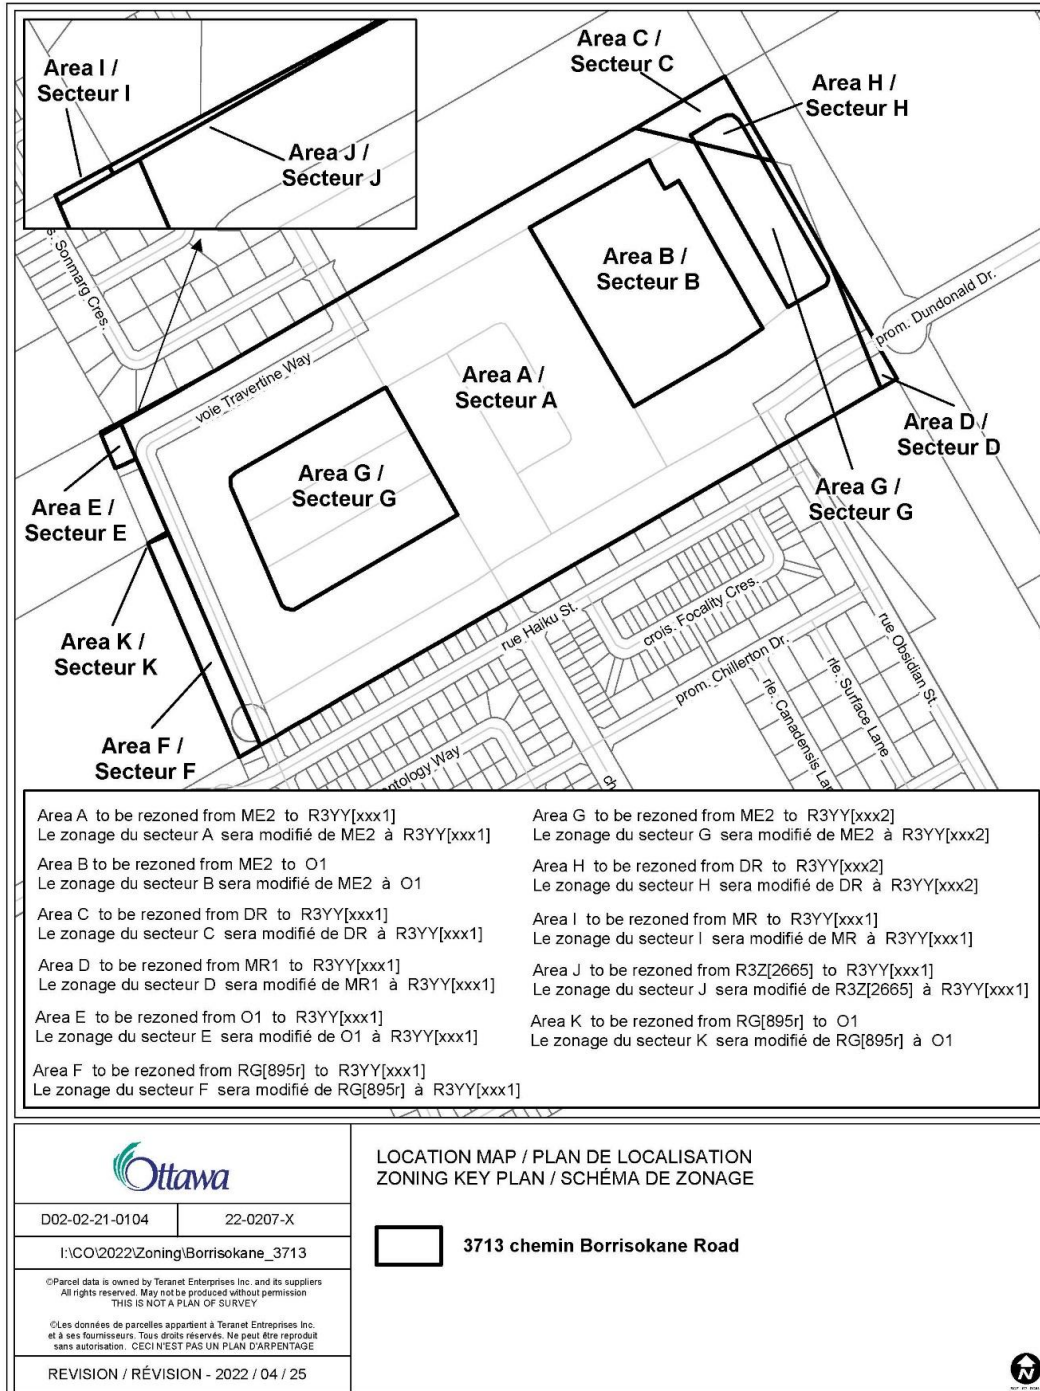 Area I /
Secteur I
Area J /
Secteur J
Area C /
Secteur C
Area H /
Secteur H
s. Sonmarg Cres.
Area B /
Secteur B
prom. Dundonald Dr.
voie Travertine Way
Area A /
Secteur A
Area G /
Secteur G
Area D /
Secteur D
Area E /
Secteur E
Area G /
Secteur G
rue Haiku St.
crois. Focality Cres.
rue Obsidian St.
Area K /
Secteur K
prom. Chillerton Dr.
rle. Surface Lane
rle. Canadensis Lan
Area F /
Secteur F
ntology Way
ch
Area A to be rezoned from ME2 to R3YY[xxx1]
Le zonage du secteur A sera modifié de ME2 à R3YY[xxx1]
Area B to be rezoned from ME2 to O1
Le zonage du secteur B sera modifié de ME2 à O1
Area C to be rezoned from DR to R3YY[xxx1]
Le zonage du secteur C sera modifié de DR à R3YY[xxx1]
Area D to be rezoned from MR1 to R3YY[xxx1]
Le zonage du secteur D sera modifié de MR1 à R3YY[xxx1]
Area E to be rezoned from O1 to R3YY[xxx1]
Le zonage du secteur E sera modifié de O1 à R3YY[xxx1]
Area F to be rezoned from RG[895r] to R3YY[xxx1]
Le zonage du secteur F sera modifié de RG[895r] à R3YY[xxx1]
Area G to be rezoned from ME2 to R3YY[xxx2]
Le zonage du secteur G sera modifié de ME2 à R3YY[xxx2]
Area H to be rezoned from DR to R3YY[xxx2]
Le zonage du secteur H sera modifié de DR à R3YY[xxx2]
Area I to be rezoned from MR to R3YY[xxx1]
Le zonage du secteur I sera modifié de MR à R3YY[xxx1]
Area J to be rezoned from R3Z[2665] to R3YY[xxx1]
Le zonage du secteur J sera modifié de R3Z[2665] à R3YY[xxx1]
Area K to be rezoned from RG[895r] to O1
Le zonage du secteur K sera modifié de RG[895r] à O1
Ottawa
D02-02-21-0104
22-0207-X
I:\CO\2022\Zoning\Borrisokane_3713
©Parcel data is owned by Teranet Enterprises Inc. and its suppliers
All rights reserved. May not be produced without permission
THIS IS NOT A PLAN OF SURVEY
©Les données de parcelles appartient à Teranet Entreprises Inc.
et à ses fournisseurs. Tous droits réservés. Ne peut être reproduit
sans autorisation. CECI N'EST PAS UN PLAN D'ARPENTAGE
REVISION / RÉVISION - 2022 / 04 / 25
LOCATION MAP / PLAN DE LOCALISATION
ZONING KEY PLAN / SCHÉMA DE ZONAGE
3713 chemin Borrisokane Road
N